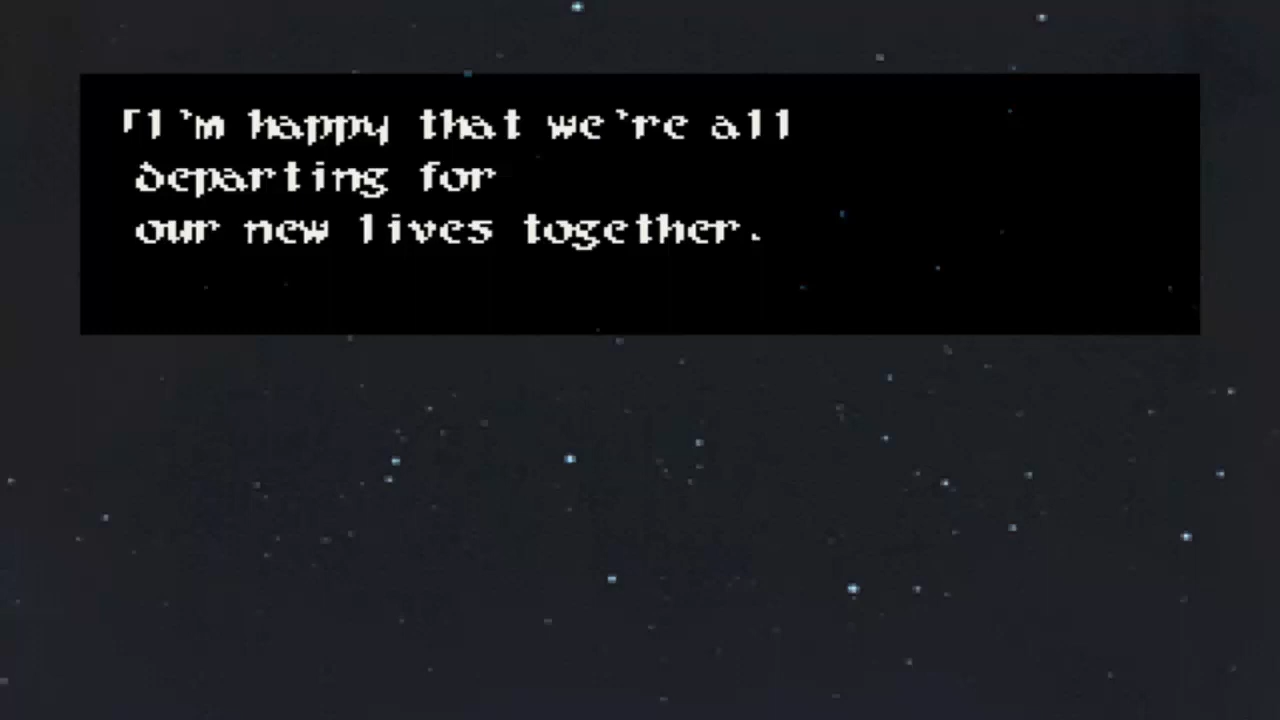 「I'm happy that we're all
departing for
our new lives together.